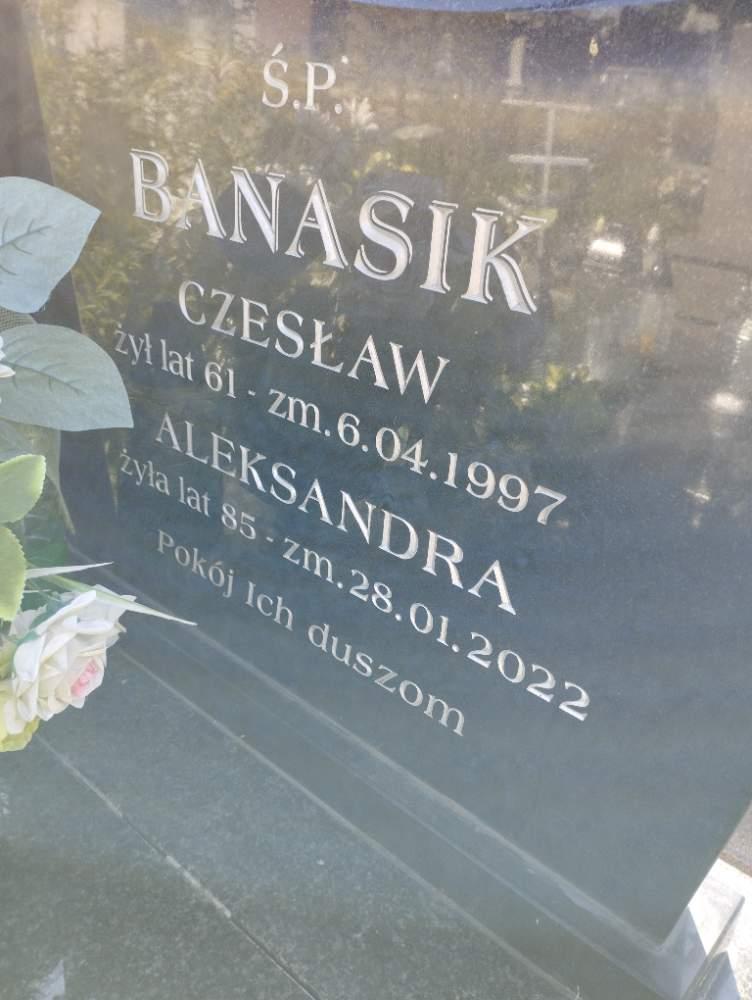 Ś.P.
BANASIK
CZESŁAW
żył lat 61 - zm. 6.04.1997
ALEKSANDRA
żyła lat 85 - zm. 28.01.2022
Pokój Ich duszom